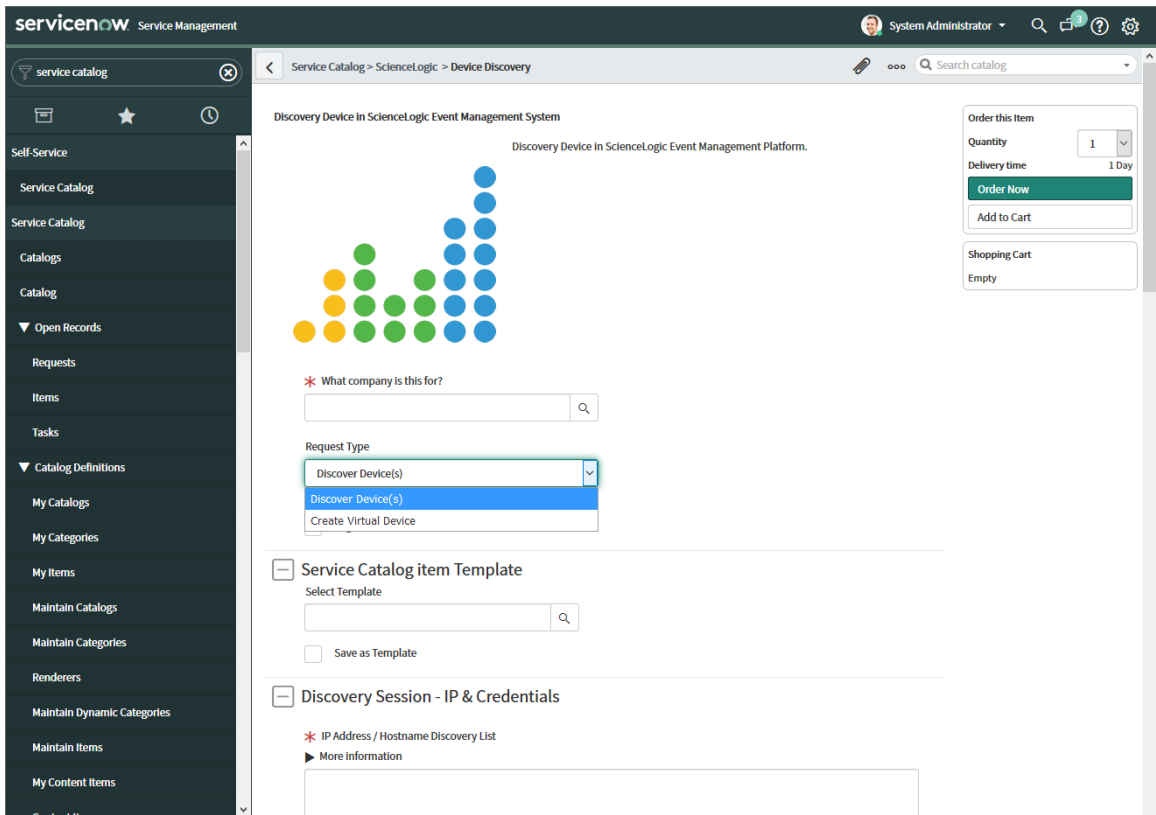 servicenow. Service Management
System Administrator
3
service catalog
Service Catalog > ScienceLogic > Device Discovery
Search catalog
Self-Service
Service Catalog
Service Catalog
Catalogs
Catalog
Open Records
Requests
Items
Tasks
Catalog Definitions
My Catalogs
My Categories
My Items
Maintain Catalogs
Maintain Categories
Renderers
Maintain Dynamic Categories
Maintain Items
My Content Items
Discovery Device in ScienceLogic Event Management System
Discovery Device in ScienceLogic Event Management Platform.
What company is this for?
Request Type
Discover Device(s)
Discover Device(s)
Create Virtual Device
Service Catalog item Template
Select Template
Save as Template
Discovery Session - IP & Credentials
IP Address / Hostname Discovery List
More information
Order this Item
Quantity 1
Delivery time 1 Day
Order Now
Add to Cart
Shopping Cart
Empty